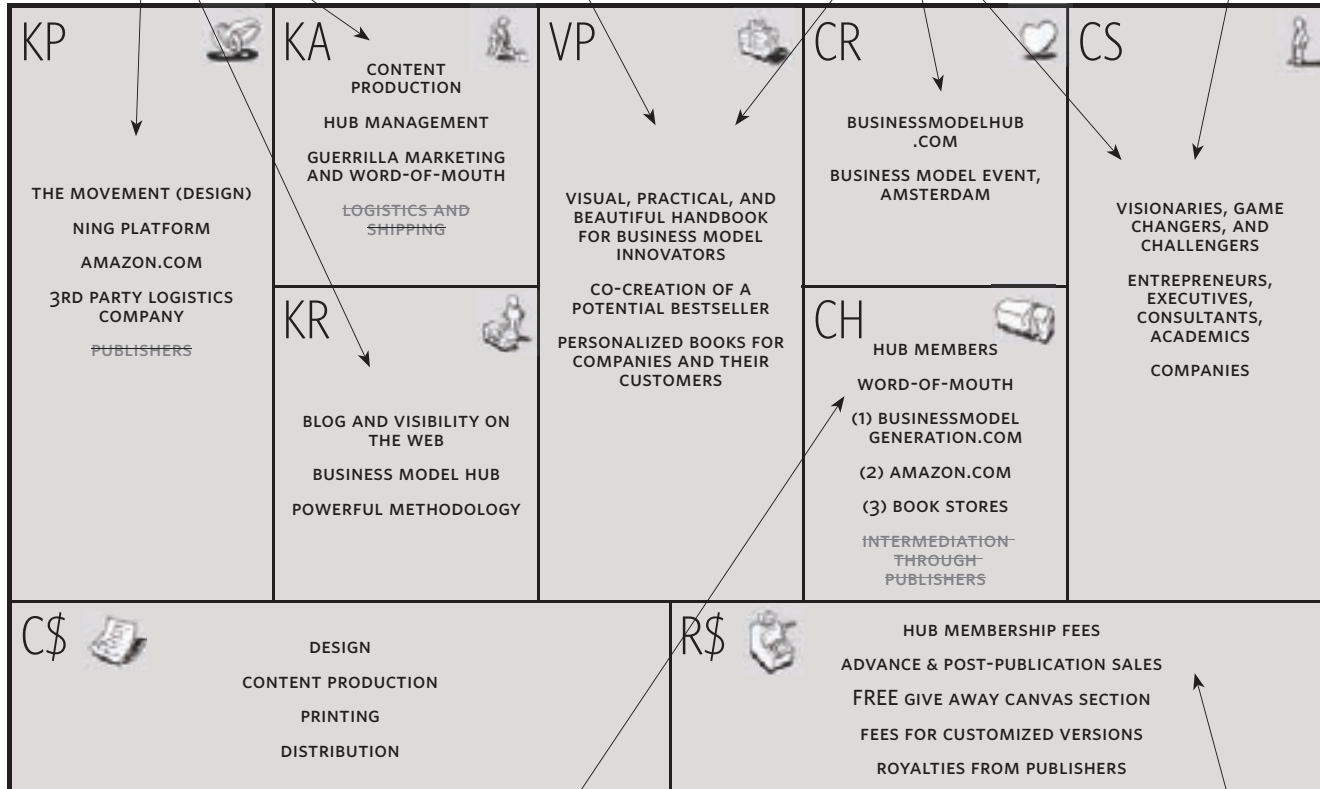 KP
THE MOVEMENT (DESIGN)
NING PLATFORM
AMAZON.COM
3RD PARTY LOGISTICS
COMPANY
PUBLISHERS
KA
CONTENT
PRODUCTION
HUB MANAGEMENT
GUERRILLA MARKETING
AND WORD-OF-MOUTH
LOGISTICS AND
SHIPPING
KR
BLOG AND VISIBILITY ON
THE WEB
BUSINESS MODEL HUB
POWERFUL METHODOLOGY
VP
VISUAL, PRACTICAL, AND
BEAUTIFUL HANDBOOK
FOR BUSINESS MODEL
INNOVATORS
CO-CREATION OF A
POTENTIAL BESTSELLER
PERSONALIZED BOOKS FOR
COMPANIES AND THEIR
CUSTOMERS
CR
BUSINESSMODELHUB
.COM
BUSINESS MODEL EVENT,
AMSTERDAM
CH
HUB MEMBERS
WORD-OF-MOUTH
(1) BUSINESSMODEL
GENERATION.COM
(2) AMAZON.COM
(3) BOOK STORES
INTERMEDIATION
THROUGH
PUBLISHERS
CS
VISIONARIES, GAME
CHANGERS, AND
CHALLENGERS
ENTREPRENEURS,
EXECUTIVES,
CONSULTANTS,
ACADEMICS
COMPANIES
C$
DESIGN
CONTENT PRODUCTION
PRINTING
DISTRIBUTION
R$
HUB MEMBERSHIP FEES
ADVANCE & POST-PUBLICATION SALES
FREE GIVE AWAY CANVAS SECTION
FEES FOR CUSTOMIZED VERSIONS
ROYALTIES FROM PUBLISHERS